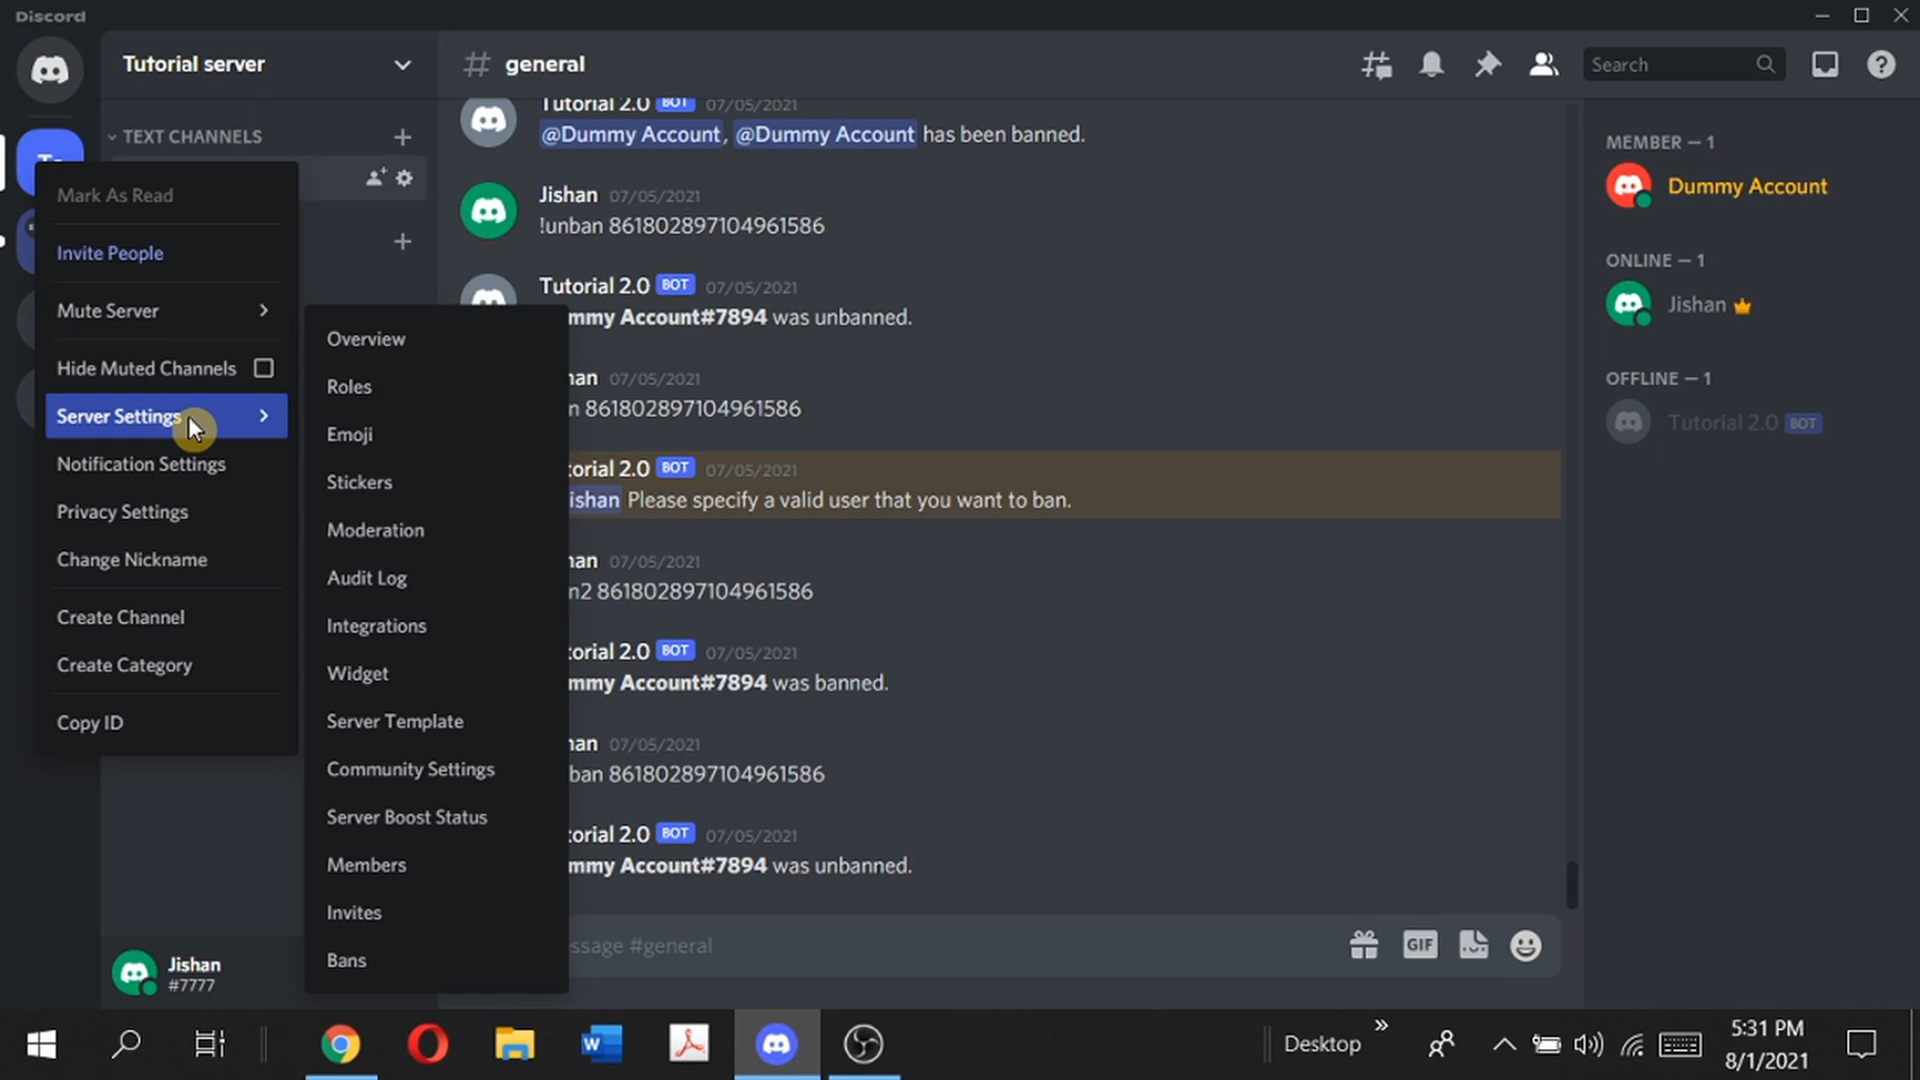 Discord
Tutorial server
TEXT CHANNELS
Mark As Read
Invite People
Mute Server
Hide Muted Channels
Server Settings
Notification Settings
Privacy Settings
Change Nickname
Create Channel
Create Category
Copy ID
Overview
Roles
Emoji
Stickers
Moderation
Audit Log
Integrations
Widget
Server Template
Community Settings
Server Boost Status
Members
Invites
Bans
Jishan
#7777
general
Search
Tutorial 2.0 BOT 07/05/2021
@Dummy Account, @Dummy Account has been banned.
Jishan 07/05/2021
!unban 861802897104961586
Tutorial 2.0 BOT 07/05/2021
mmy Account#7894 was unbanned.
han 07/05/2021
n 861802897104961586
torial 2.0 BOT 07/05/2021
ishan Please specify a valid user that you want to ban.
han 07/05/2021
n2 861802897104961586
torial 2.0 BOT 07/05/2021
mmy Account#7894 was banned.
han 07/05/2021
ban 861802897104961586
torial 2.0 BOT 07/05/2021
mmy Account#7894 was unbanned.
ssage #general
GIF
MEMBER — 1
Dummy Account
ONLINE — 1
Jishan
OFFLINE — 1
Tutorial 2.0 BOT
Desktop
5:31 PM
8/1/2021